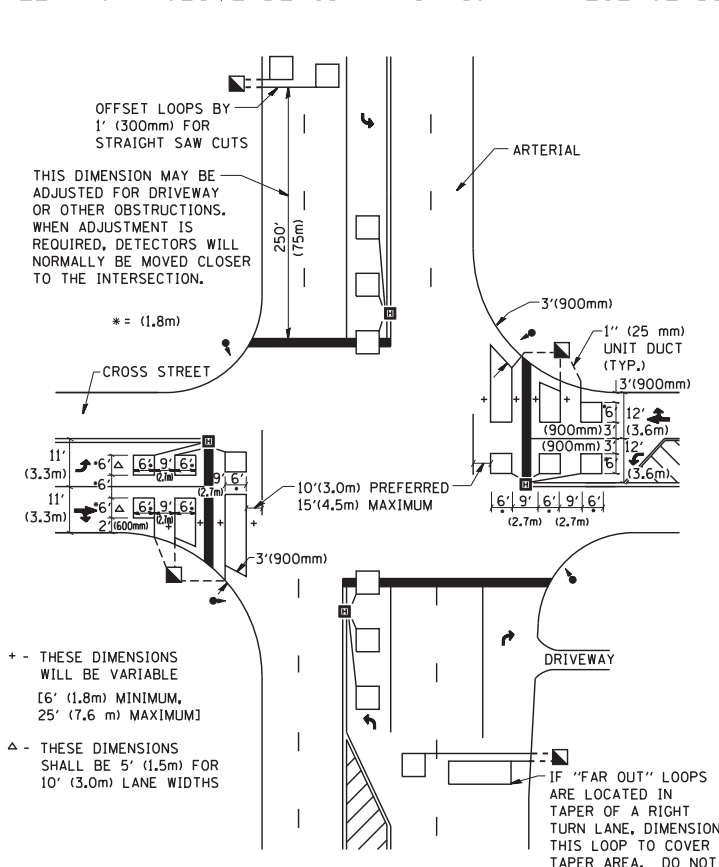 OFFSET LOOPS BY
1' (300mm) FOR
STRAIGHT SAW CUTS
ARTERIAL
THIS DIMENSION MAY BE
ADJUSTED FOR DRIVEWAY
OR OTHER OBSTRUCTIONS.
WHEN ADJUSTMENT IS
REQUIRED, DETECTORS WILL
NORMALLY BE MOVED CLOSER
TO THE INTERSECTION.
250'
(75m)
* = (1.8m)
3'(900mm)
1" (25 mm)
UNIT DUCT
(TYP.)
CROSS STREET
3'(900mm)
+ + + +
*6'
12'
(3.6m)
(900mm) 3'
(900mm) 3'
12'
*6'
(3.6m)
11'
(3.3m)
*6'
△
6' 9' 6'
(2.7m)
9' 6'
(2.7m)
*6'
11'
(3.3m)
*6'
△
6' 9' 6'
(2.7m)
2'
(600mm)
+ + +
10'(3.0m) PREFERRED
15'(4.5m) MAXIMUM
6' 9' 6' 9' 6'
(2.7m) (2.7m)
3'(900mm)
H
H
H
H
+ - THESE DIMENSIONS
WILL BE VARIABLE
[6' (1.8m) MINIMUM,
25' (7.6 m) MAXIMUM]
DRIVEWAY
△ - THESE DIMENSIONS
SHALL BE 5' (1.5m) FOR
10' (3.0m) LANE WIDTHS
IF "FAR OUT" LOOPS
ARE LOCATED IN
TAPER OF A RIGHT
TURN LANE, DIMENSION
THIS LOOP TO COVER
TAPER AREA. DO NOT